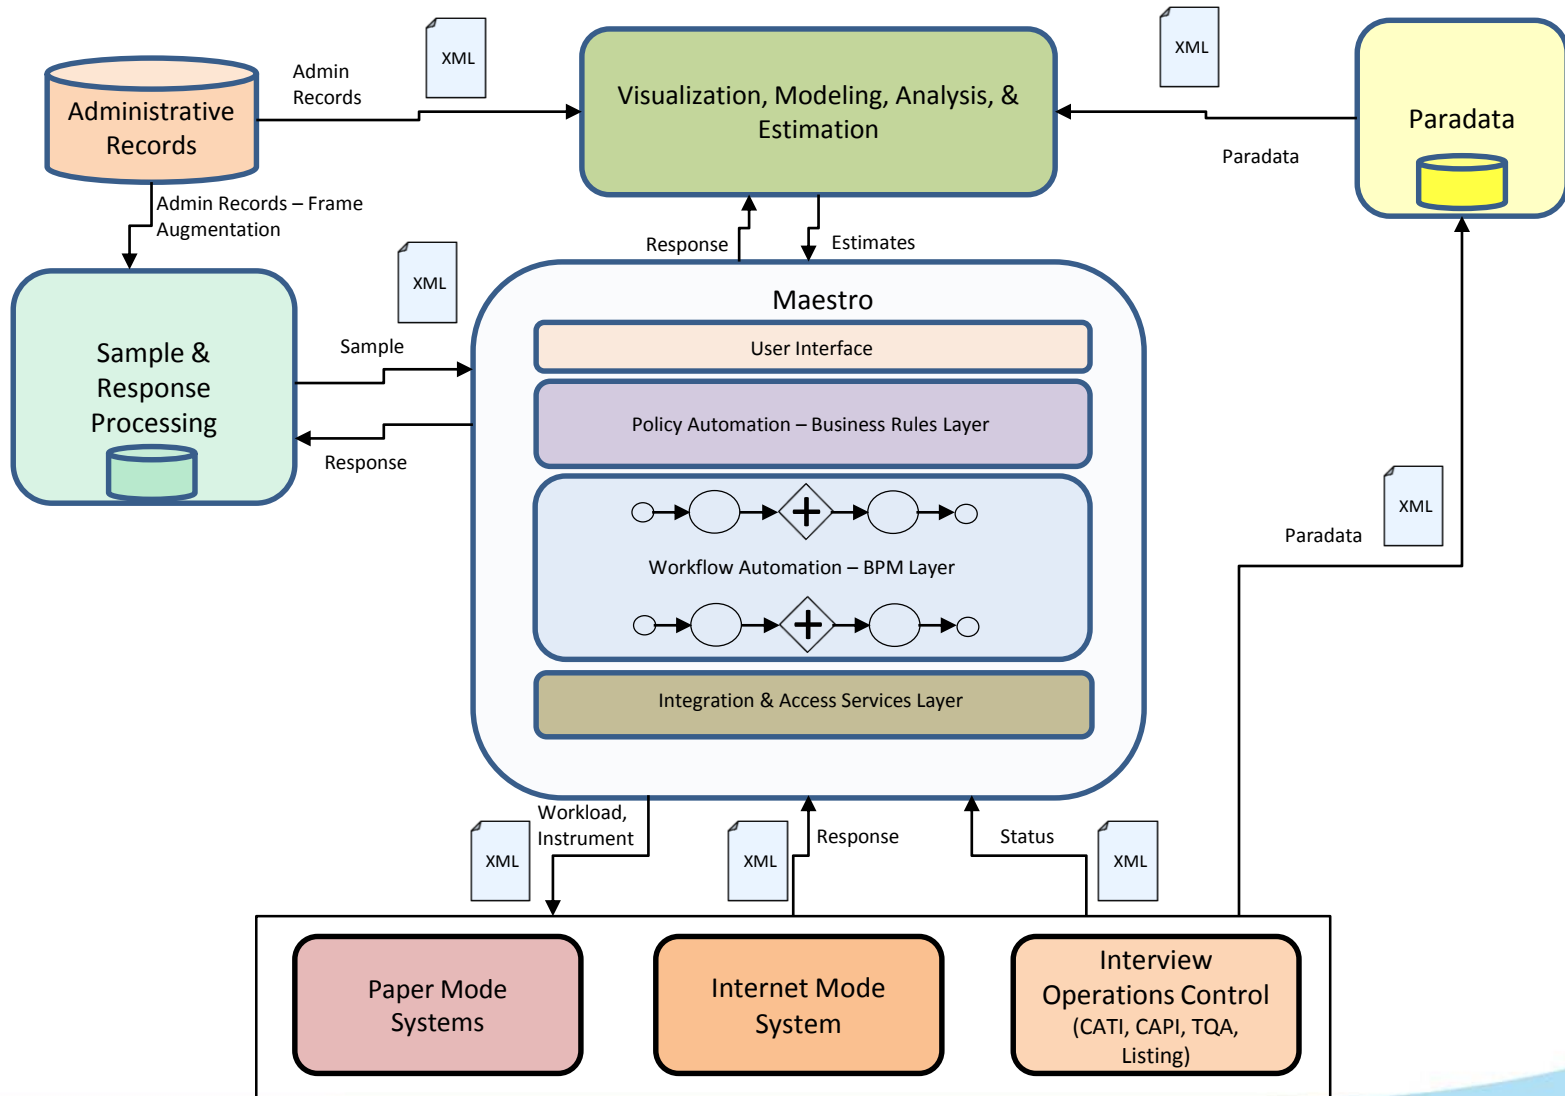 XML
XML
Admin
Records
Administrative
Records
Visualization, Modeling, Analysis, &
Estimation
Paradata
Paradata
Admin Records – Frame
Augmentation
Response
Estimates
XML
Sample &
Response
Processing
Sample
Response
Maestro
User Interface
Policy Automation – Business Rules Layer
Workflow Automation – BPM Layer
Integration & Access Services Layer
XML
Paradata
Workload,
Instrument
XML
Response
XML
Status
XML
Paper Mode
Systems
Internet Mode
System
Interview
Operations Control
(CATI, CAPI, TQA,
Listing)